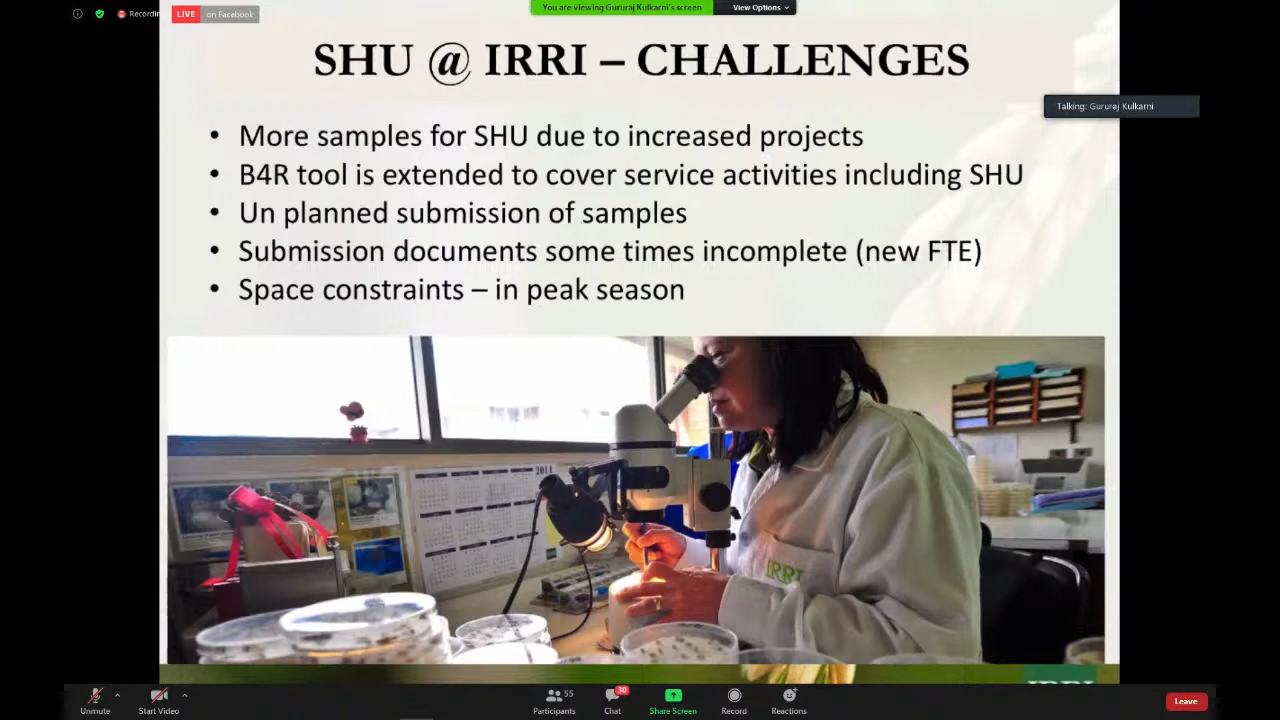 Recordin
LIVE on Facebook
You are viewing Gururaj Kulkarni's screen
View Options
SHU @ IRRI – CHALLENGES
Talking: Gururaj Kulkarni
• More samples for SHU due to increased projects
• B4R tool is extended to cover service activities including SHU
• Un planned submission of samples
• Submission documents some times incomplete (new FTE)
• Space constraints – in peak season
2014
IRRI
IRRI
Unmute
Start Video
55
Participants
30
Chat
Share Screen
Record
Reactions
Leave